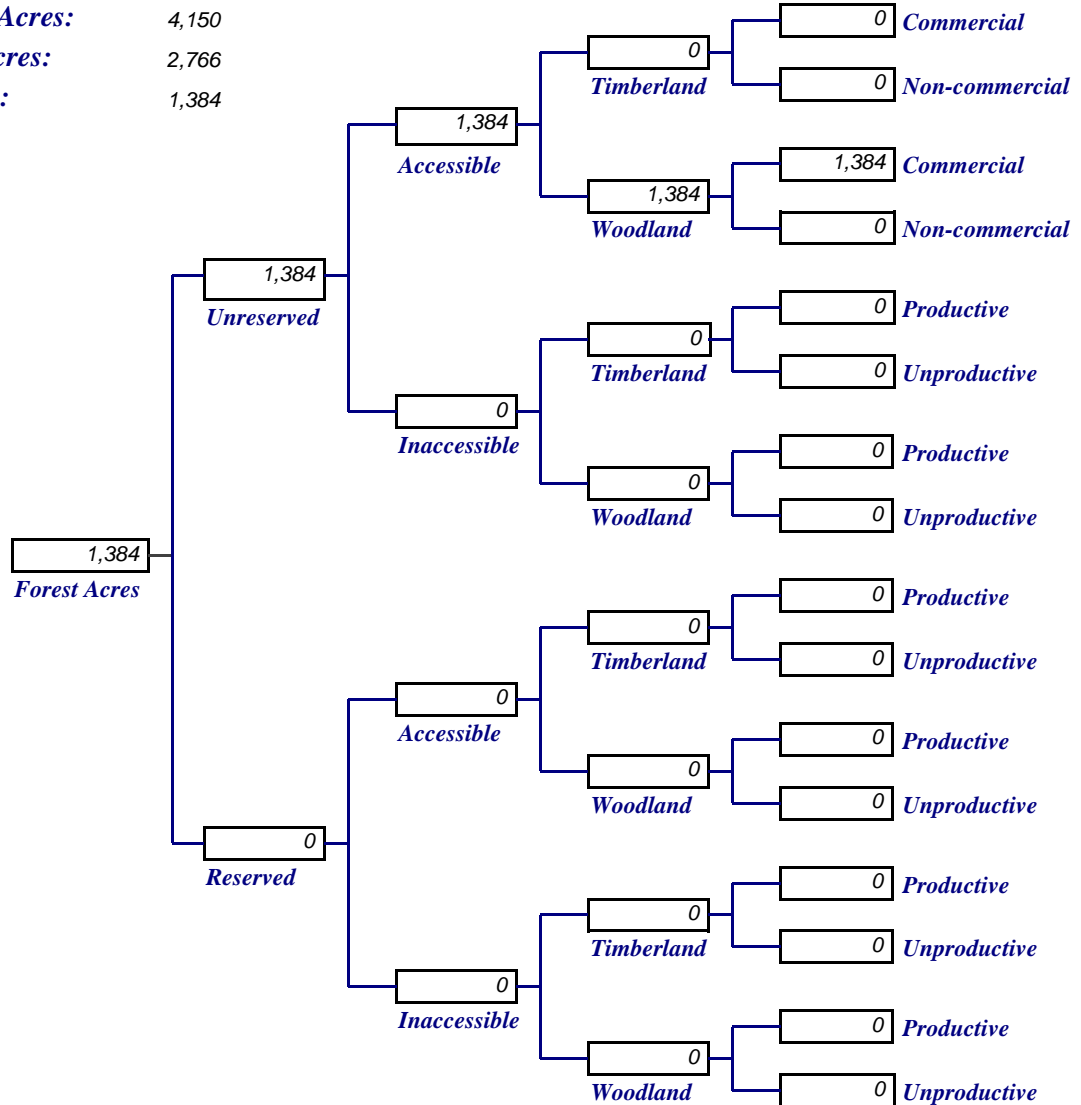 Acres: 4,150
cres: 2,766
: 1,384
0 Commercial
0
Timberland
0 Non-commercial
1,384
Accessible
1,384 Commercial
1,384
Woodland
0 Non-commercial
1,384
Unreserved
0 Productive
0
Timberland
0 Unproductive
0
Inaccessible
0 Productive
0
Woodland
0 Unproductive
1,384
Forest Acres
0 Productive
0
Timberland
0 Unproductive
0
Accessible
0 Productive
0
Woodland
0 Unproductive
0
Reserved
0 Productive
0
Timberland
0 Unproductive
0
Inaccessible
0 Productive
0
Woodland
0 Unproductive